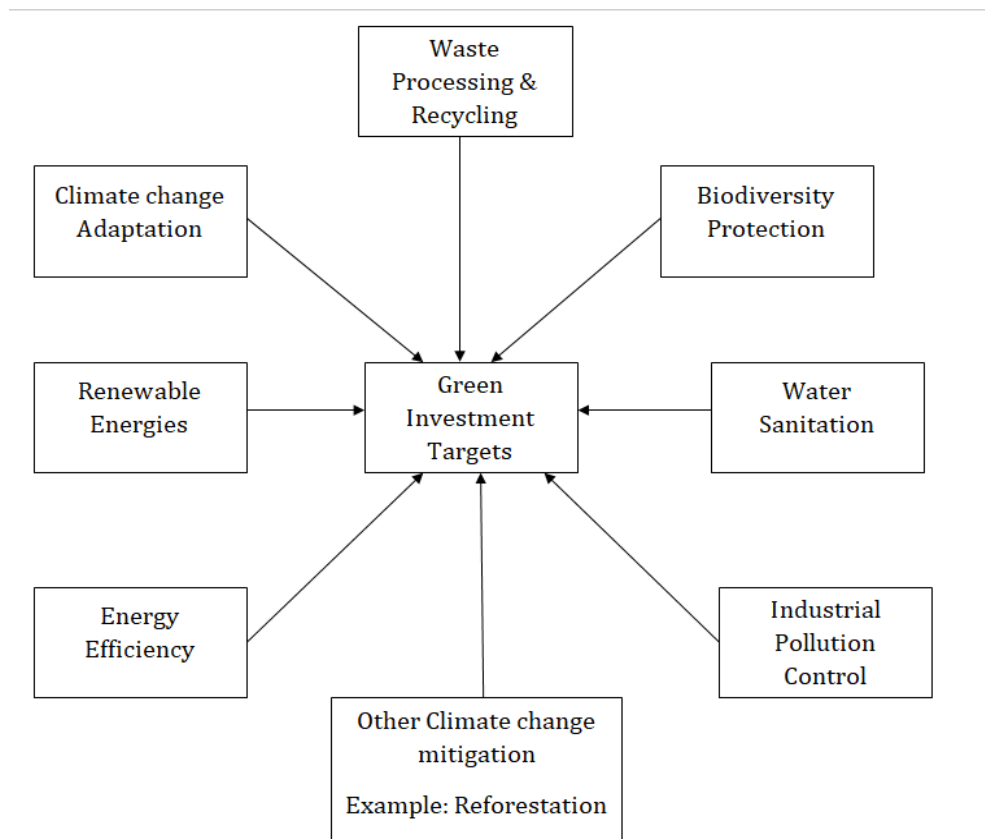 Waste
Processing &
Recycling
Climate change
Adaptation
Biodiversity
Protection
Renewable
Energies
Green
Investment
Targets
Water
Sanitation
Energy
Efficiency
Industrial
Pollution
Control
Other Climate change
mitigation
Example: Reforestation